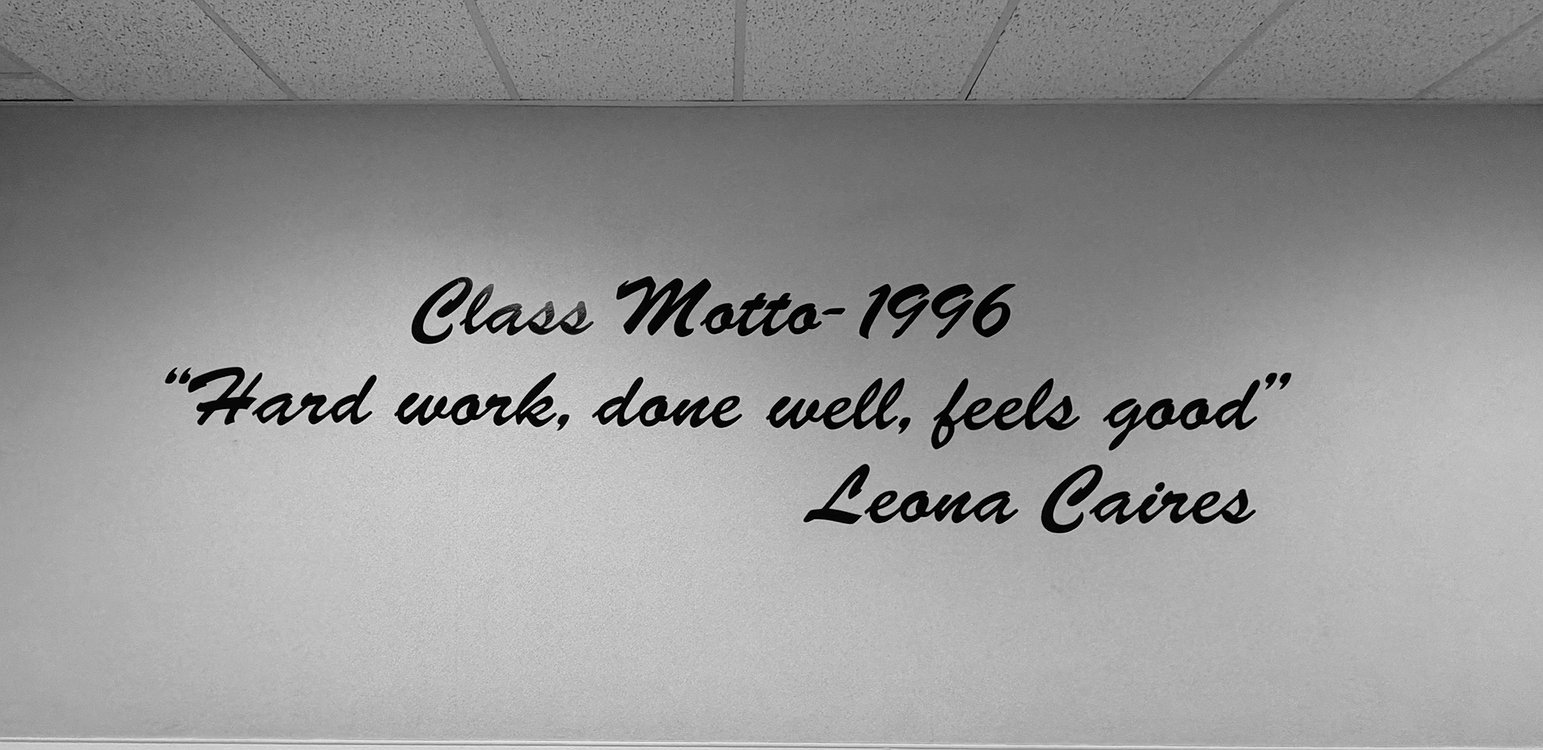 Class Motto-1996
“Hard work, done well, feels good”
Leona Caires